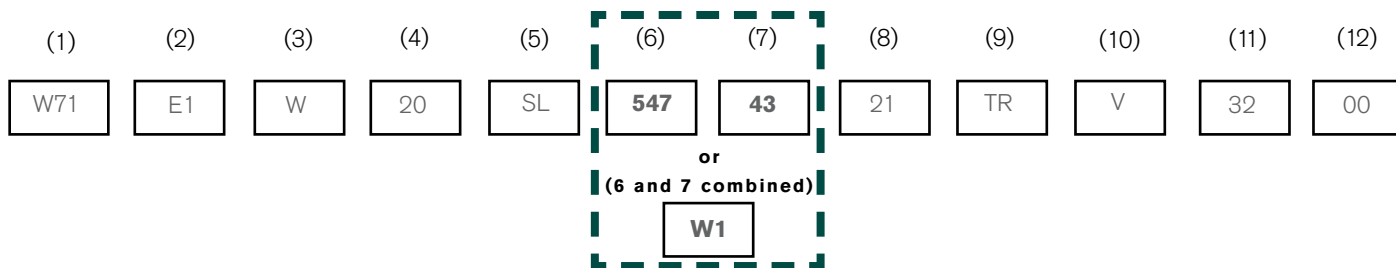 (1) (2) (3) (4) (5) (6) (7) (8) (9) (10) (11) (12)
W71 E1 W 20 SL 547 43 21 TR V 32 00
or
(6 and 7 combined)
W1